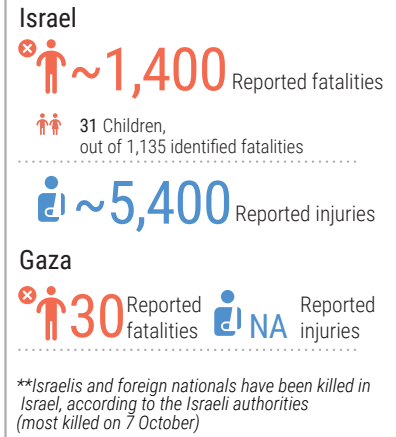 Israel
~1,400 Reported fatalities
31 Children,
out of 1,135 identified fatalities
~5,400 Reported injuries
Gaza
30 Reported fatalities NA Reported injuries
**Israelis and foreign nationals have been killed in
Israel, according to the Israeli authorities
(most killed on 7 October)